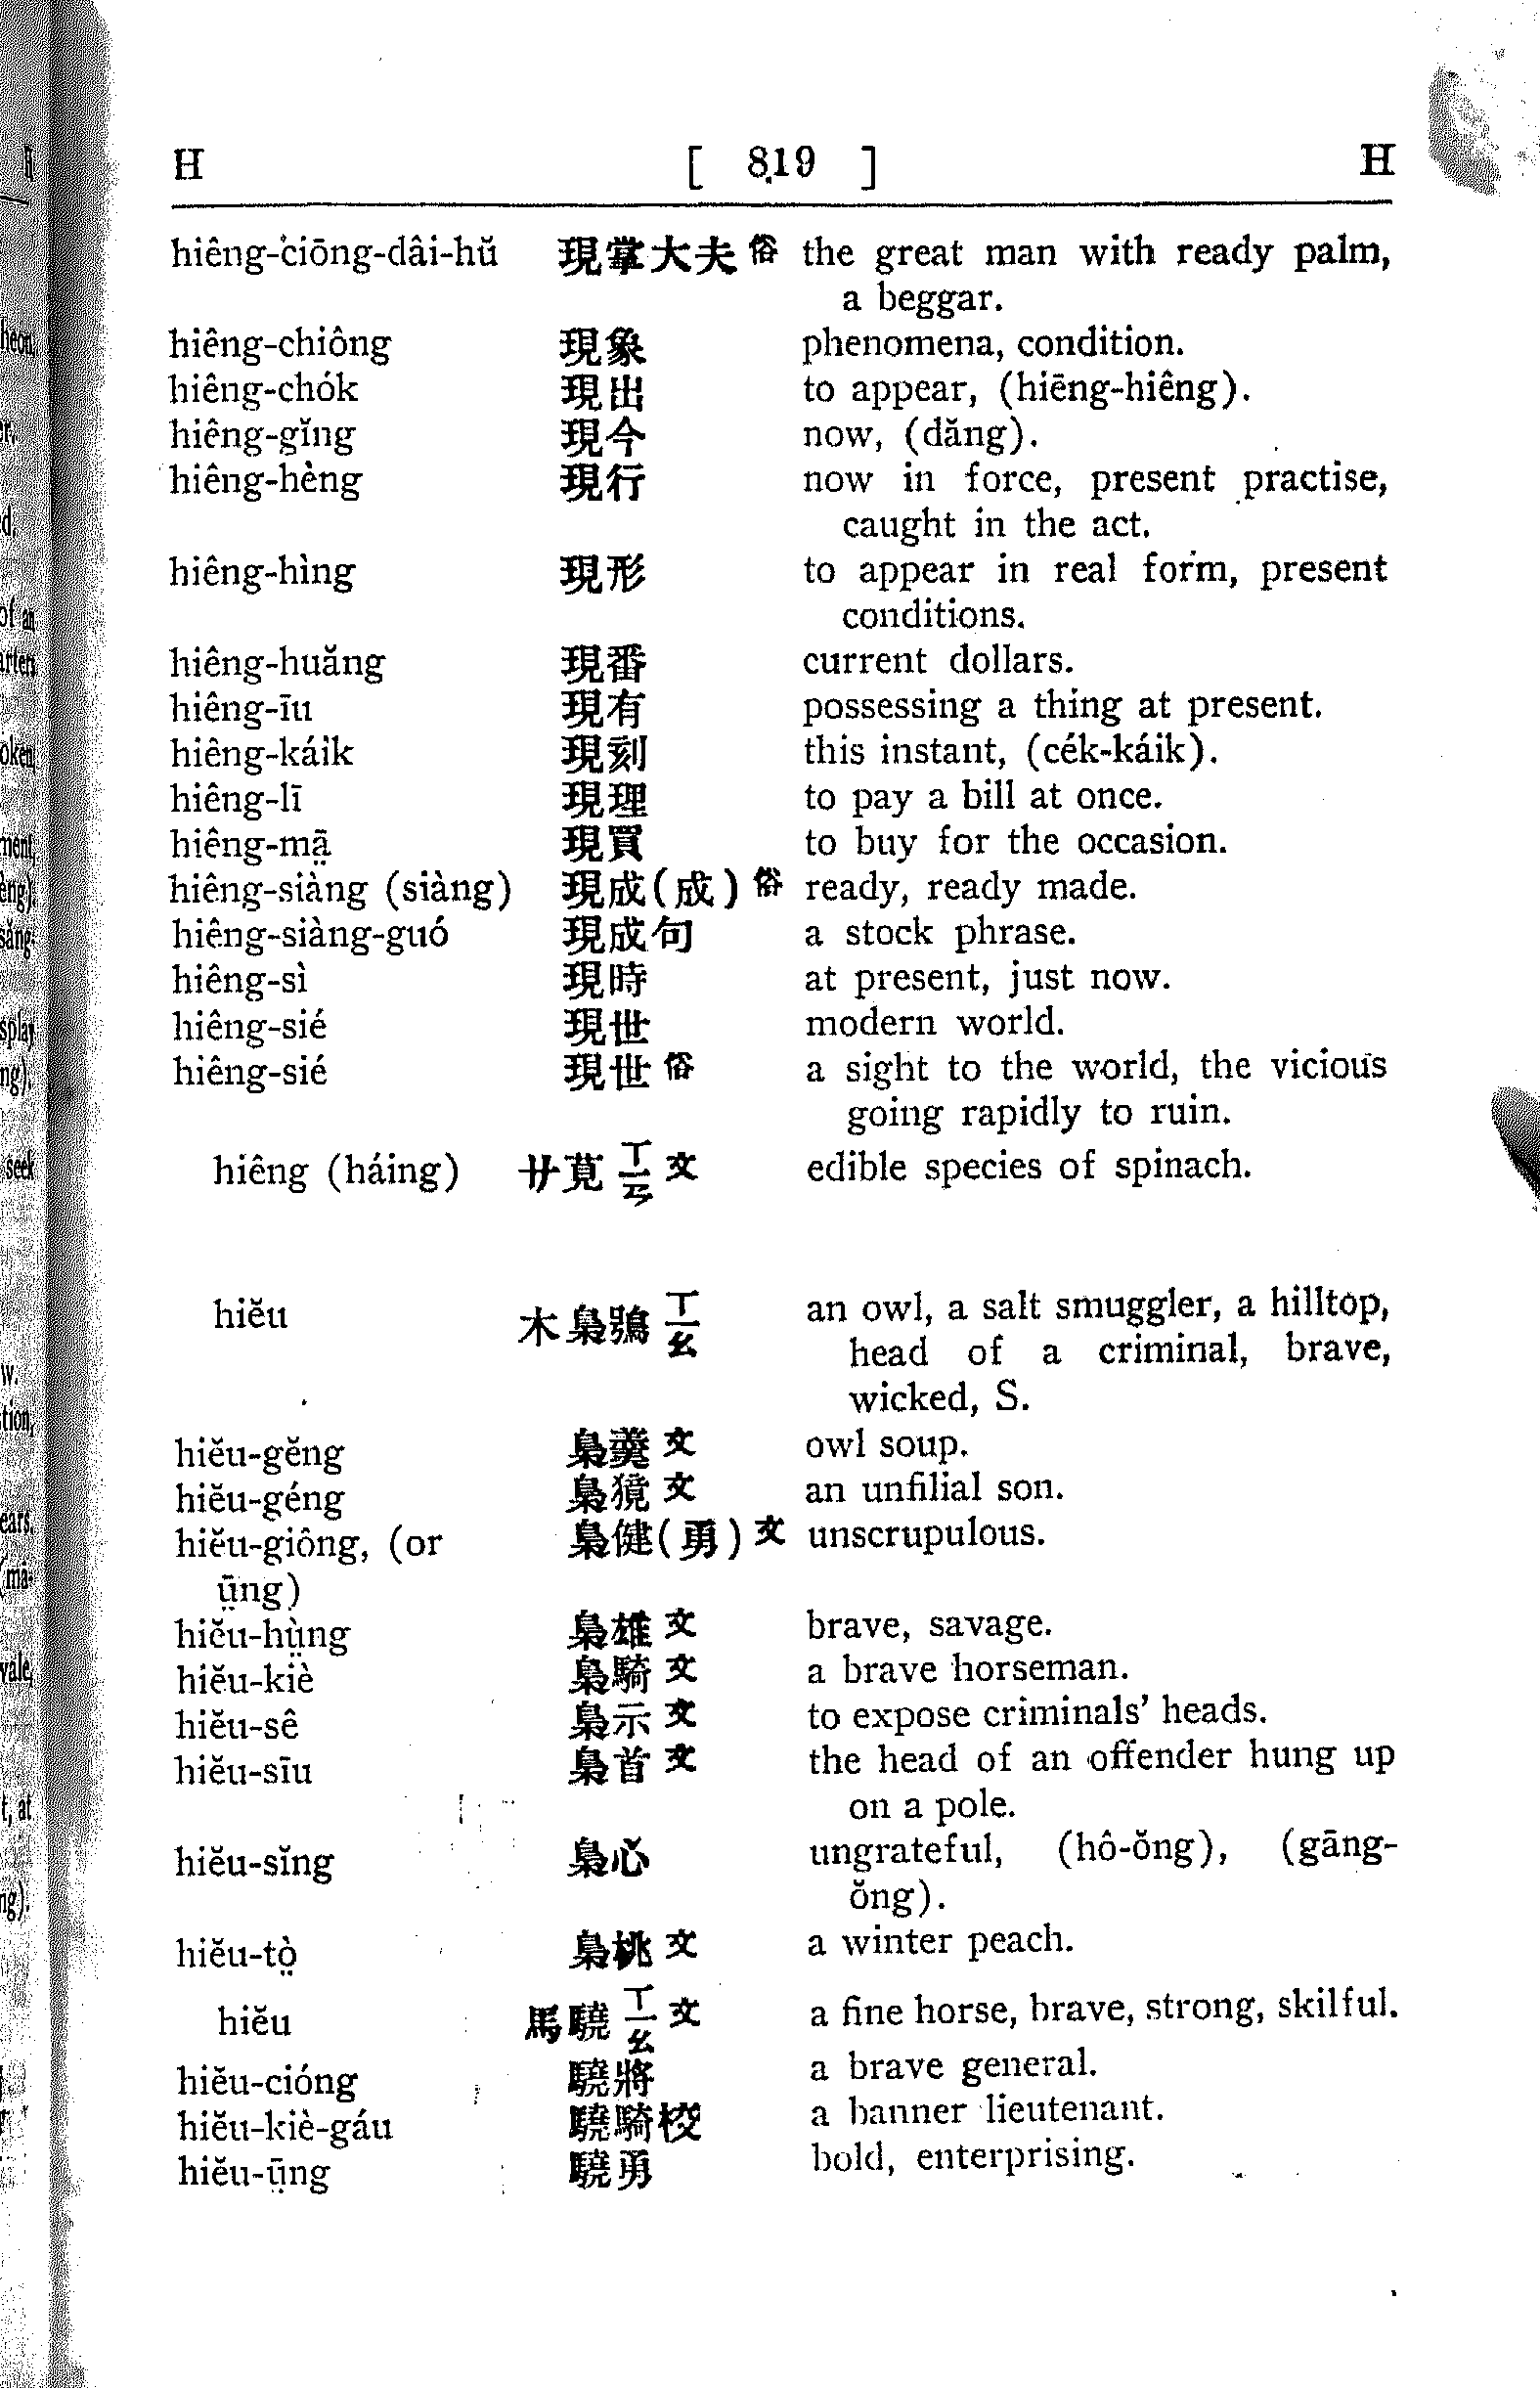 H [ 819 ] H
hiêng-ciōng-dâi-hŭ 現掌大夫俗 the great man with ready palm,
a beggar.
hiêng-chiông 現象 phenomena, condition.
hiêng-chók 現出 to appear, (hiēng-hiêng).
hiêng-gĭng 現今 now, (dăng).
hiêng-hèng 現行 now in force, present practise,
caught in the act.
hiêng-hìng 現形 to appear in real form, present
conditions.
hiêng-huăng 現番 current dollars.
hiêng-īu 現有 possessing a thing at present.
hiêng-káik 現刻 this instant, (cék-káik).
hiêng-lī 現理 to pay a bill at once.
hiêng-mā̤ 現買 to buy for the occasion.
hiêng-siàng (siàng) 現成(成)俗 ready, ready made.
hiêng-siàng-guó 現成句 a stock phrase.
hiêng-sì 現時 at present, just now.
hiêng-sié 現世 modern world.
hiêng-sié 現世俗 a sight to the world, the vicious
going rapidly to ruin.
hiêng (háing) 艹莧ㄒㄧㄢ文 edible species of spinach.
hiĕu 木梟鴞ㄒㄧㄠ an owl, a salt smuggler, a hilltop,
head of a criminal, brave,
wicked, S.
hiĕu-gĕng 梟羹文 owl soup.
hiĕu-géng 梟獍文 an unfilial son.
hiĕu-giông, (or 梟健(勇)文 unscrupulous.
ṳ̄ng)
hiĕu-hṳ̀ng 梟雄文 brave, savage.
hiĕu-kiè 梟騎文 a brave horseman.
hiĕu-sê 梟示文 to expose criminals' heads.
hiĕu-sīu 梟首文 the head of an offender hung up
on a pole.
hiĕu-sĭng 梟心 ungrateful, (hô-ŏng), (gāng-
ŏng).
hiĕu-tò̤ 梟桃文 a winter peach.
hiĕu 馬驍ㄒㄧㄠ文 a fine horse, brave, strong, skilful.
hiĕu-cióng 驍將 a brave general.
hiĕu-kiè-gáu 驍騎校 a banner lieutenant.
hiĕu-ṳ̄ng 驍勇 bold, enterprising.